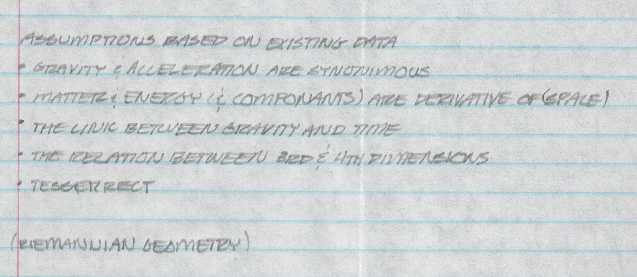 ASSUMPTIONS BASED ON EXISTING DATA
• GRAVITY & ACCELERATION ARE SYNONIMOUS
• MATTER & ENERGY (& COMPONANTS) ARE DERIVATIVE OF (SPACE)
• THE LINK BETWEEN GRAVITY AND TIME
• THE RELATION BETWEEN 3RD & 4TH DIMENSIONS
• TESSERRECT
(RIEMANNIAN GEOMETRY)